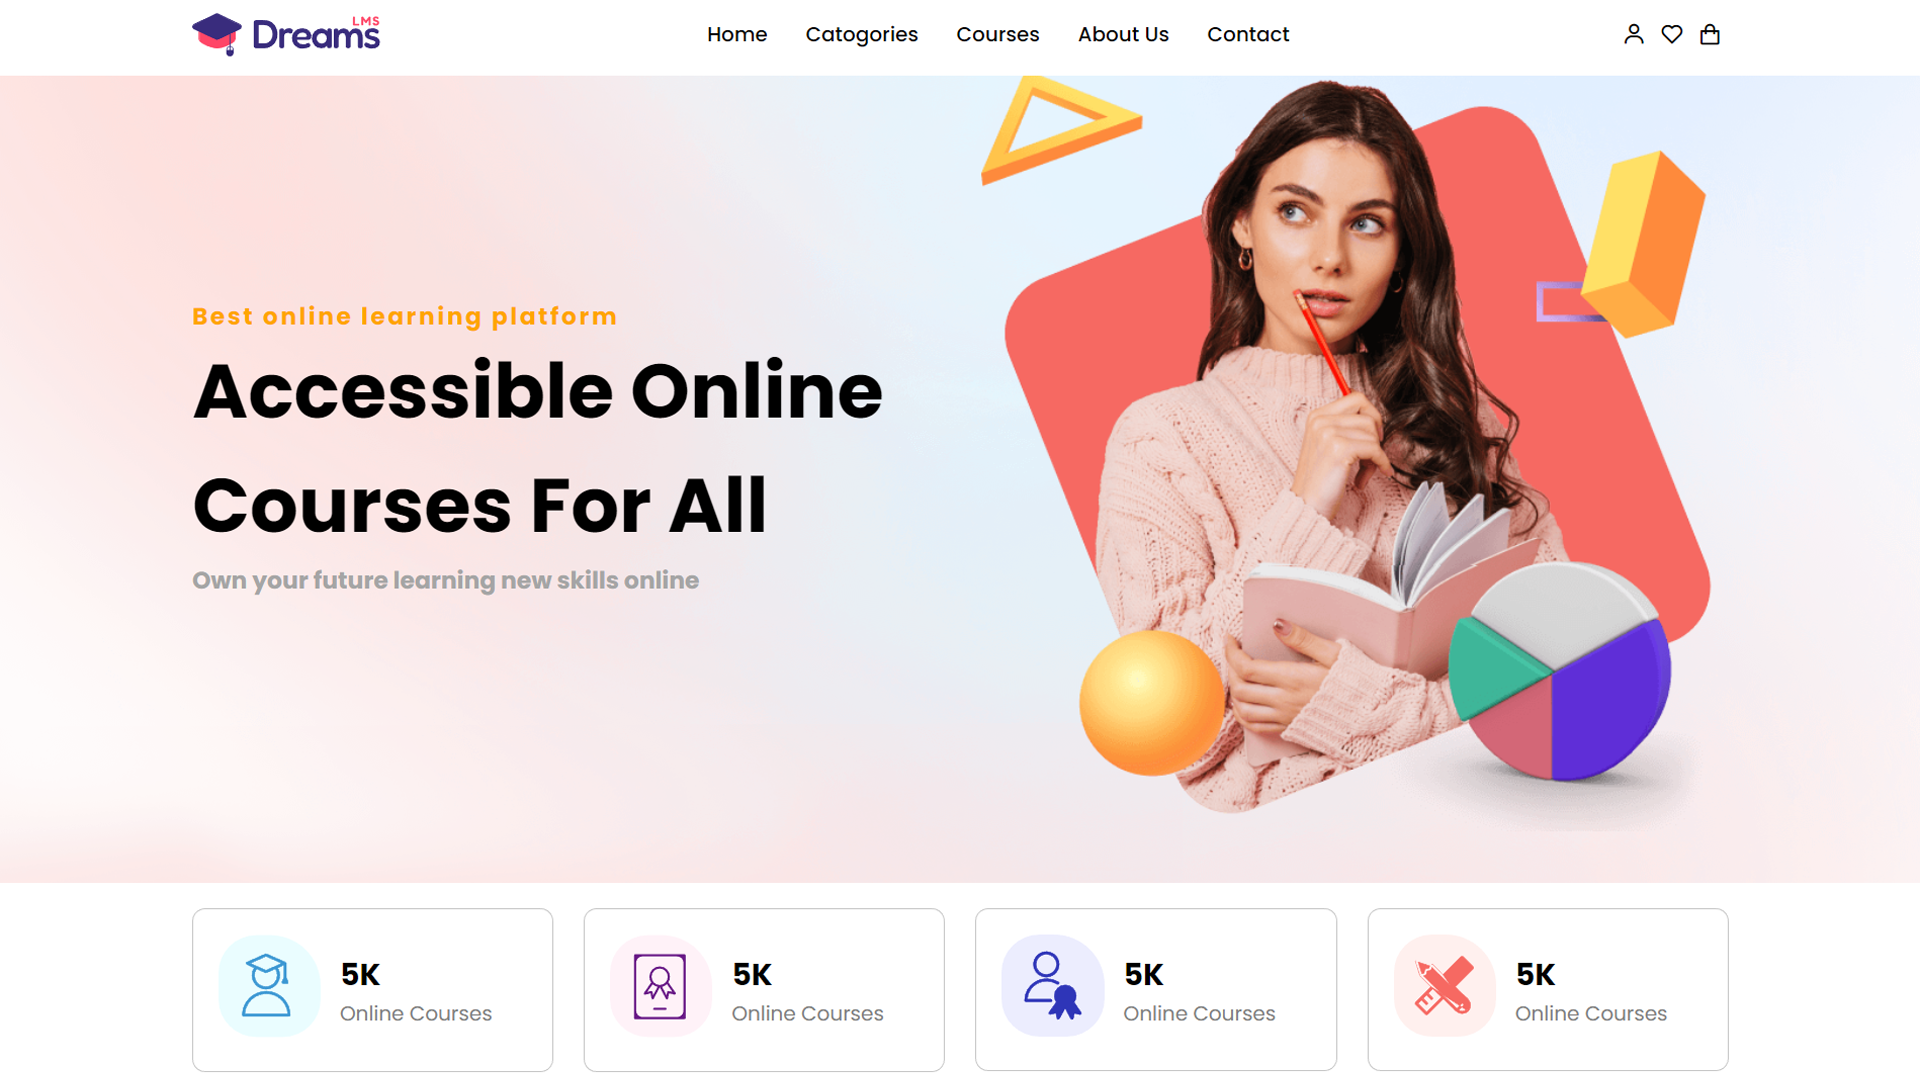 Dreams LMS
Home Catogories Courses About Us Contact
Best online learning platform
Accessible Online
Courses For All
Own your future learning new skills online
5K
Online Courses
5K
Online Courses
5K
Online Courses
5K
Online Courses